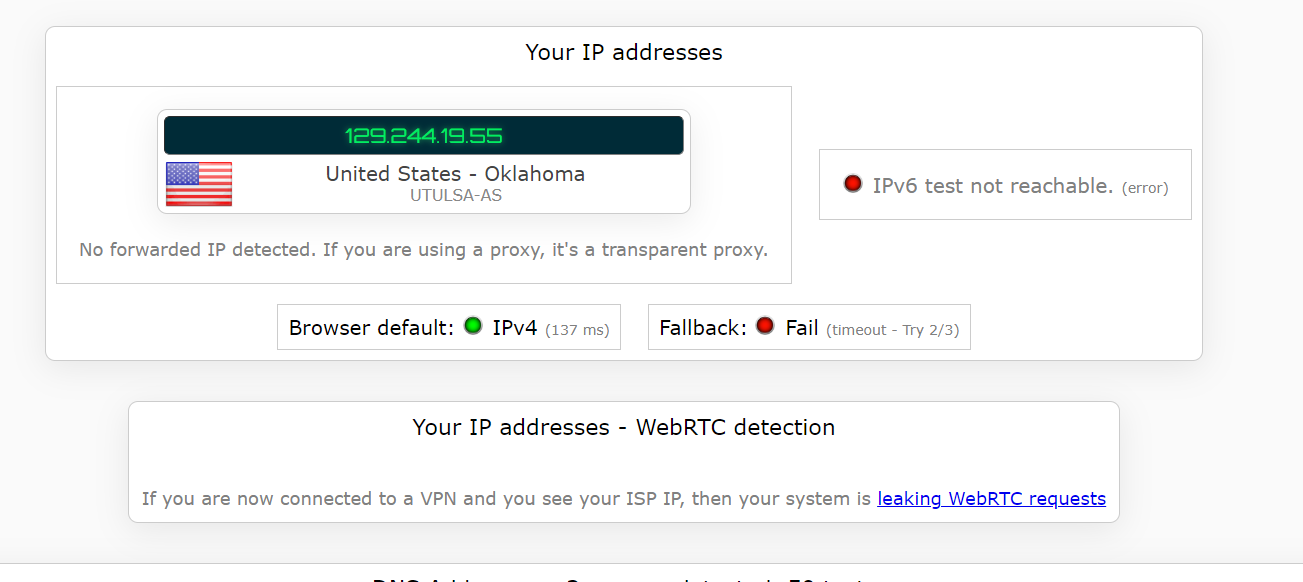 Your IP addresses
129.244.19.55
United States - Oklahoma
UTULSA-AS
No forwarded IP detected. If you are using a proxy, it's a transparent proxy.
IPv6 test not reachable. (error)
Browser default: IPv4 (137 ms)
Fallback: Fail (timeout - Try 2/3)
Your IP addresses - WebRTC detection
If you are now connected to a VPN and you see your ISP IP, then your system is leaking WebRTC requests